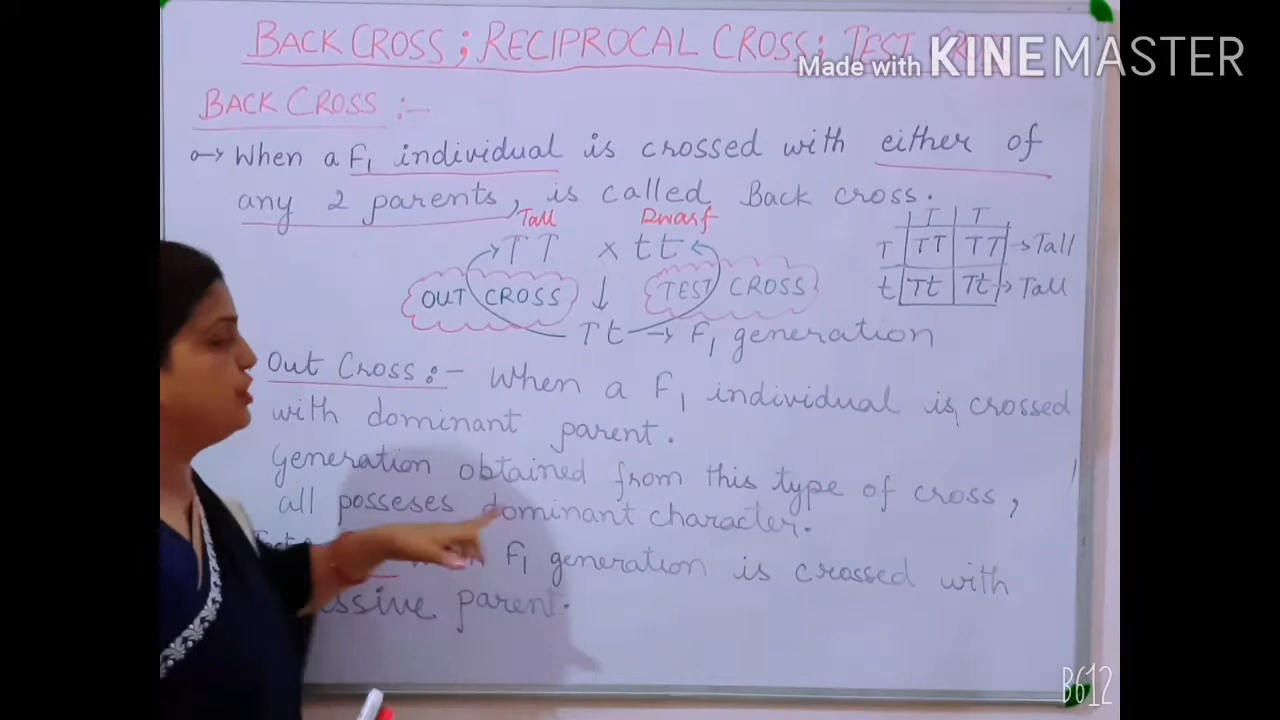 BACK CROSS ; RECIPROCAL CROSS ; TEST
Made with KINEMASTER
BACK CROSS :-
When a F1 individual is crossed with either of
any 2 parents, is called Back cross.
Tall Dwarf
TT x tt
OUT CROSS TEST CROSS
Tt → F1 generation
T T
T TT TT → Tall
t Tt Tt → Tall
Out Cross :- When a F1 individual is crossed
with dominant parent.
Generation obtained from this type of cross,
all posseses dominant character.
F1 generation is crossed with
parent.
B612